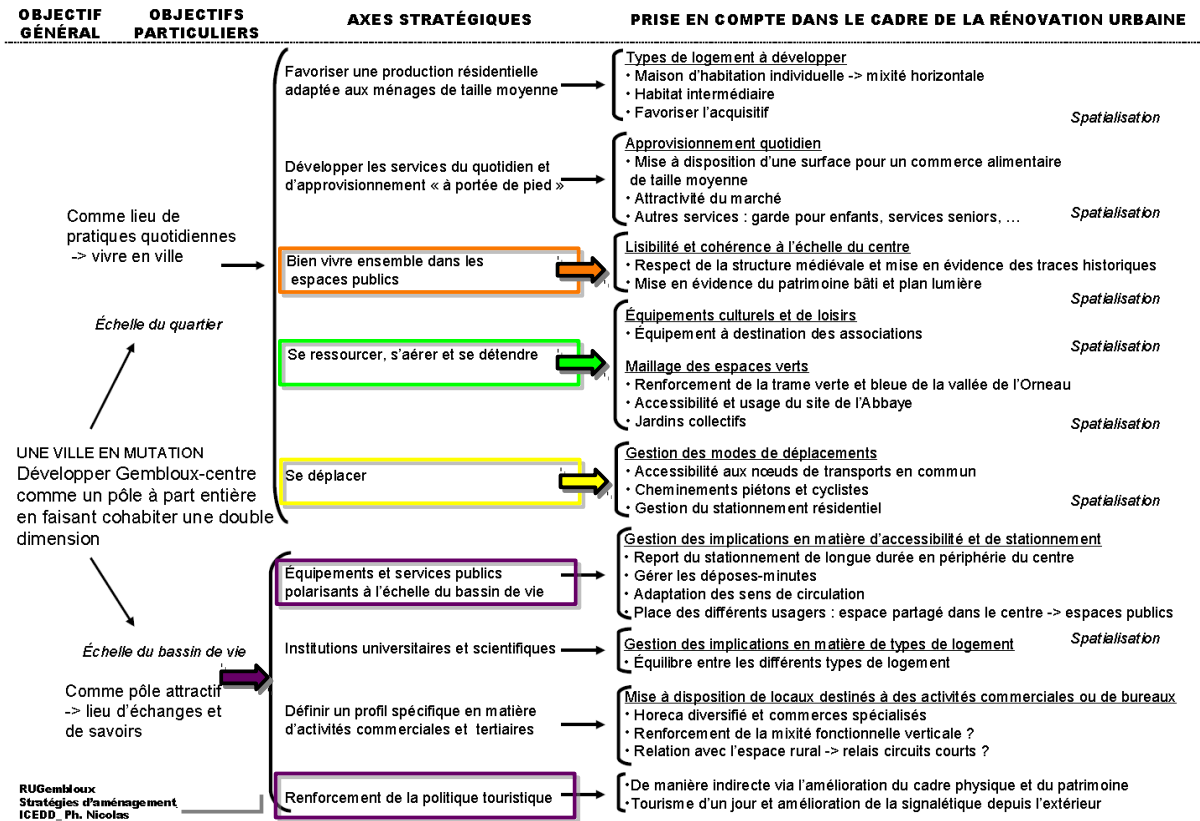 OBJECTIF
GÉNÉRAL
OBJECTIFS
PARTICULIERS
AXES STRATÉGIQUES
PRISE EN COMPTE DANS LE CADRE DE LA RÉNOVATION URBAINE
UNE VILLE EN MUTATION
Développer Gembloux-centre
comme un pôle à part entière
en faisant cohabiter une double
dimension
Échelle du quartier
Comme lieu de
pratiques quotidiennes
-> vivre en ville
Favoriser une production résidentielle
adaptée aux ménages de taille moyenne
Types de logement à développer
• Maison d’habitation individuelle -> mixité horizontale
• Habitat intermédiaire
• Favoriser l’acquisitif
Spatialisation
Développer les services du quotidien et
d’approvisionnement « à portée de pied »
Approvisionnement quotidien
• Mise à disposition d’une surface pour un commerce alimentaire
de taille moyenne
• Attractivité du marché
• Autres services : garde pour enfants, services seniors, …
Spatialisation
Bien vivre ensemble dans les
espaces publics
Lisibilité et cohérence à l’échelle du centre
• Respect de la structure médiévale et mise en évidence des traces historiques
• Mise en évidence du patrimoine bâti et plan lumière
Spatialisation
Se ressourcer, s’aérer et se détendre
Équipements culturels et de loisirs
• Équipement à destination des associations
Spatialisation
Maillage des espaces verts
• Renforcement de la trame verte et bleue de la vallée de l’Orneau
• Accessibilité et usage du site de l’Abbaye
• Jardins collectifs
Spatialisation
Se déplacer
Gestion des modes de déplacements
• Accessibilité aux nœuds de transports en commun
• Cheminements piétons et cyclistes
• Gestion du stationnement résidentiel
Spatialisation
Échelle du bassin de vie
Comme pôle attractif
-> lieu d’échanges et
de savoirs
Équipements et services publics
polarisants à l’échelle du bassin de vie
Gestion des implications en matière d’accessibilité et de stationnement
• Report du stationnement de longue durée en périphérie du centre
• Gérer les déposes-minutes
• Adaptation des sens de circulation
• Place des différents usagers : espace partagé dans le centre -> espaces publics
Spatialisation
Institutions universitaires et scientifiques
Gestion des implications en matière de types de logement
• Équilibre entre les différents types de logement
Définir un profil spécifique en matière
d’activités commerciales et tertiaires
Mise à disposition de locaux destinés à des activités commerciales ou de bureaux
• Horeca diversifié et commerces spécialisés
• Renforcement de la mixité fonctionnelle verticale ?
• Relation avec l’espace rural -> relais circuits courts ?
Renforcement de la politique touristique
•De manière indirecte via l’amélioration du cadre physique et du patrimoine
•Tourisme d’un jour et amélioration de la signalétique depuis l’extérieur
RUGembloux
Stratégies d’aménagement
ICEDD_ Ph. Nicolas